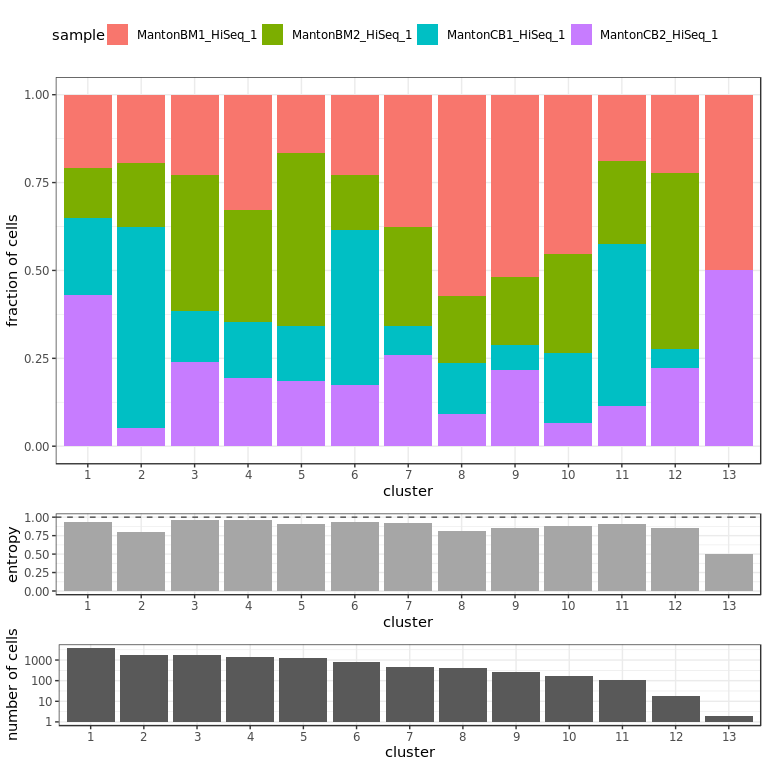 sample MantonBM1_HiSeq_1 MantonBM2_HiSeq_1 MantonCB1_HiSeq_1 MantonCB2_HiSeq_1
fraction of cells
1.00
0.75
0.50
0.25
0.00
1 2 3 4 5 6 7 8 9 10 11 12 13
cluster
entropy
1.00
0.75
0.50
0.25
0.00
1 2 3 4 5 6 7 8 9 10 11 12 13
cluster
number of cells
1000
100
10
1
1 2 3 4 5 6 7 8 9 10 11 12 13
cluster